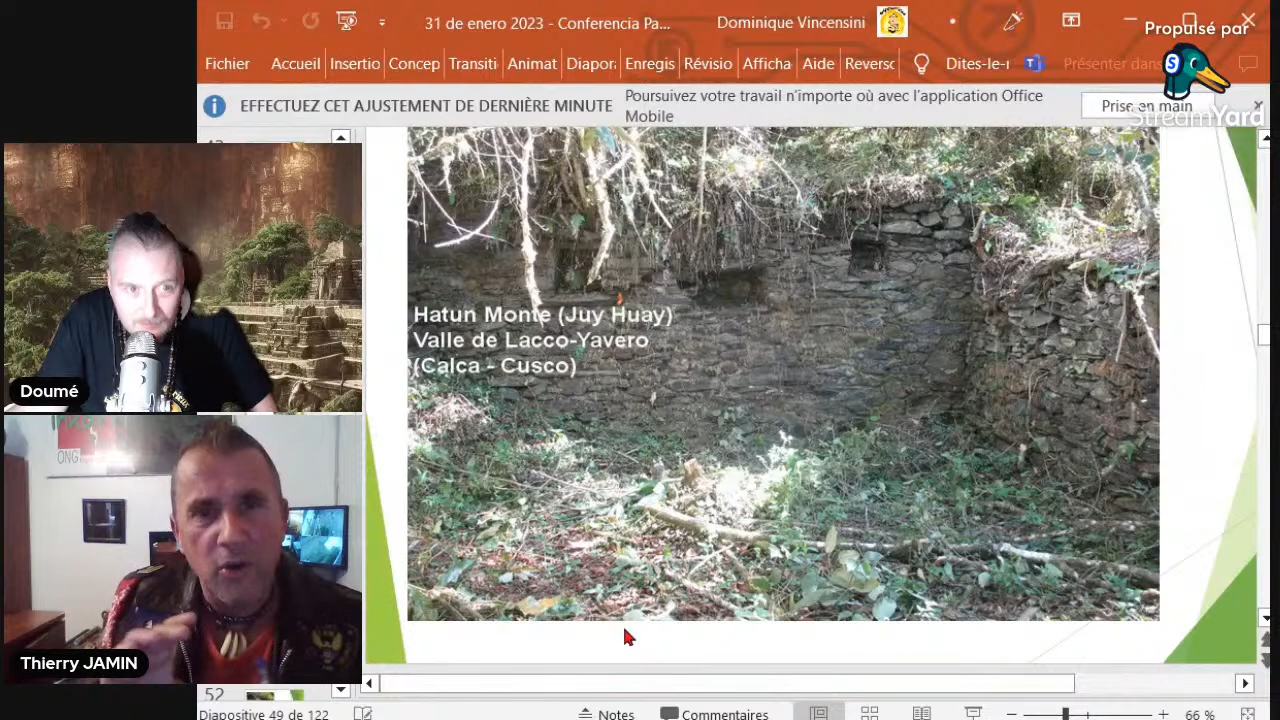 31 de enero 2023 - Conferencia Pa...
Dominique Vincensini
Propulsé par
StreamYard
Fichier Accueil Insertio Concep Transiti Animat Diapor Enregis Révisio Afficha Aide Reverso Dites-le-r Présenter dans
EFFECTUEZ CET AJUSTEMENT DE DERNIÈRE MINUTE
Poursuivez votre travail n'importe où avec l'application Office
Mobile
Prise en main
Hatun Monte (Juy Huay)
Valle de Lacco-Yavero
(Calca - Cusco)
Doumé
ONG
Thierry JAMIN
52
Diapositive 49 de 122
Notes
Commentaires
66 %